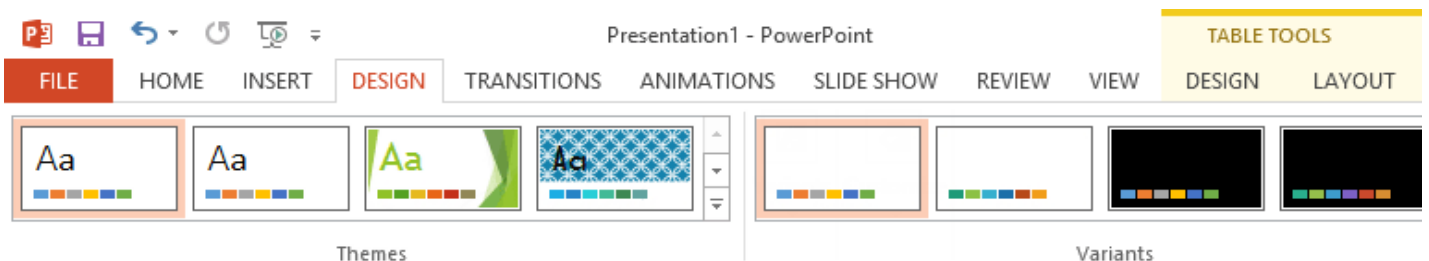 P
Presentation1 - PowerPoint
TABLE TOOLS
FILE HOME INSERT DESIGN TRANSITIONS ANIMATIONS SLIDE SHOW REVIEW VIEW DESIGN LAYOUT
Aa Aa Aa Aa
Themes Variants